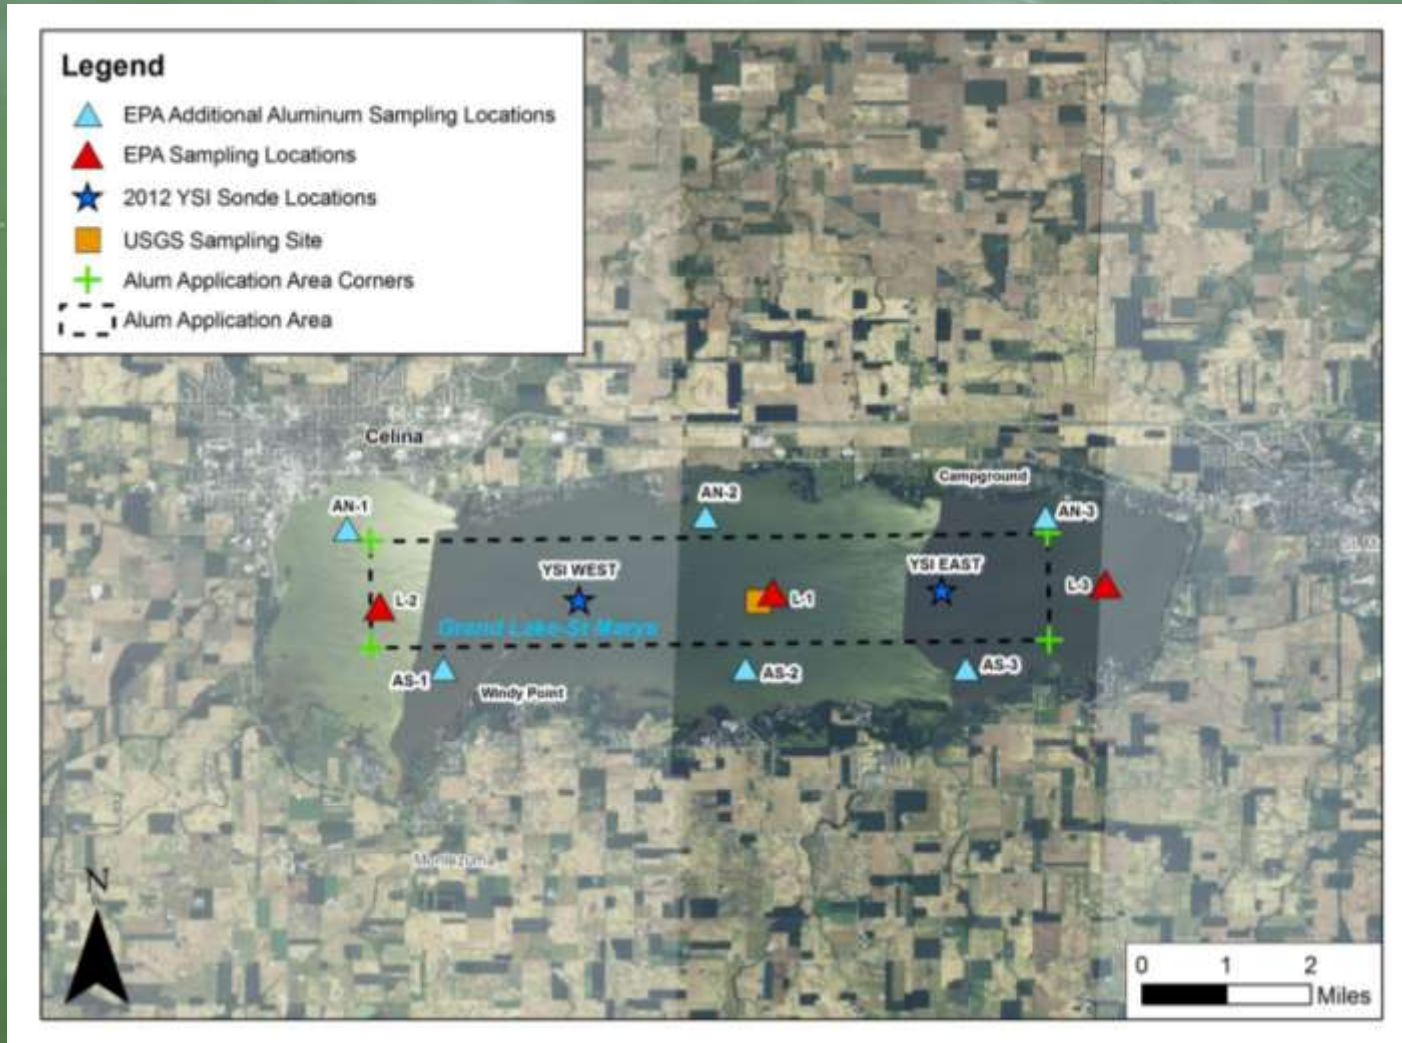 Legend
EPA Additional Aluminum Sampling Locations
EPA Sampling Locations
2012 YSI Sonde Locations
USGS Sampling Site
Alum Application Area Corners
Alum Application Area
Celina
Campground
AN-1
AN-2
AN-3
YSI WEST
YSI EAST
L-2
L-1
L-3
Grand Lake-St Marys
AS-1
AS-2
AS-3
Windy Point
N
0 1 2
Miles